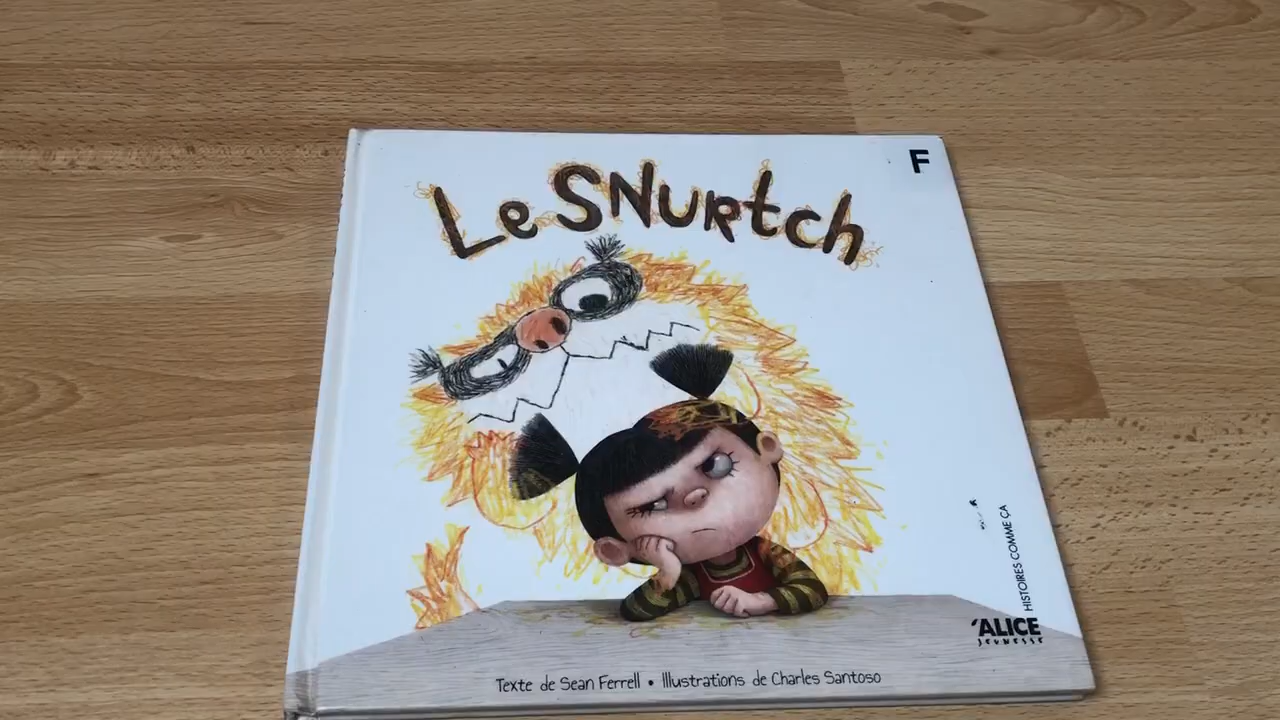 F
Le SNURtch
HISTOIRES COMME ÇA
'ALICE
JEUNESSE
Texte de Sean Ferrell • Illustrations de Charles Santoso